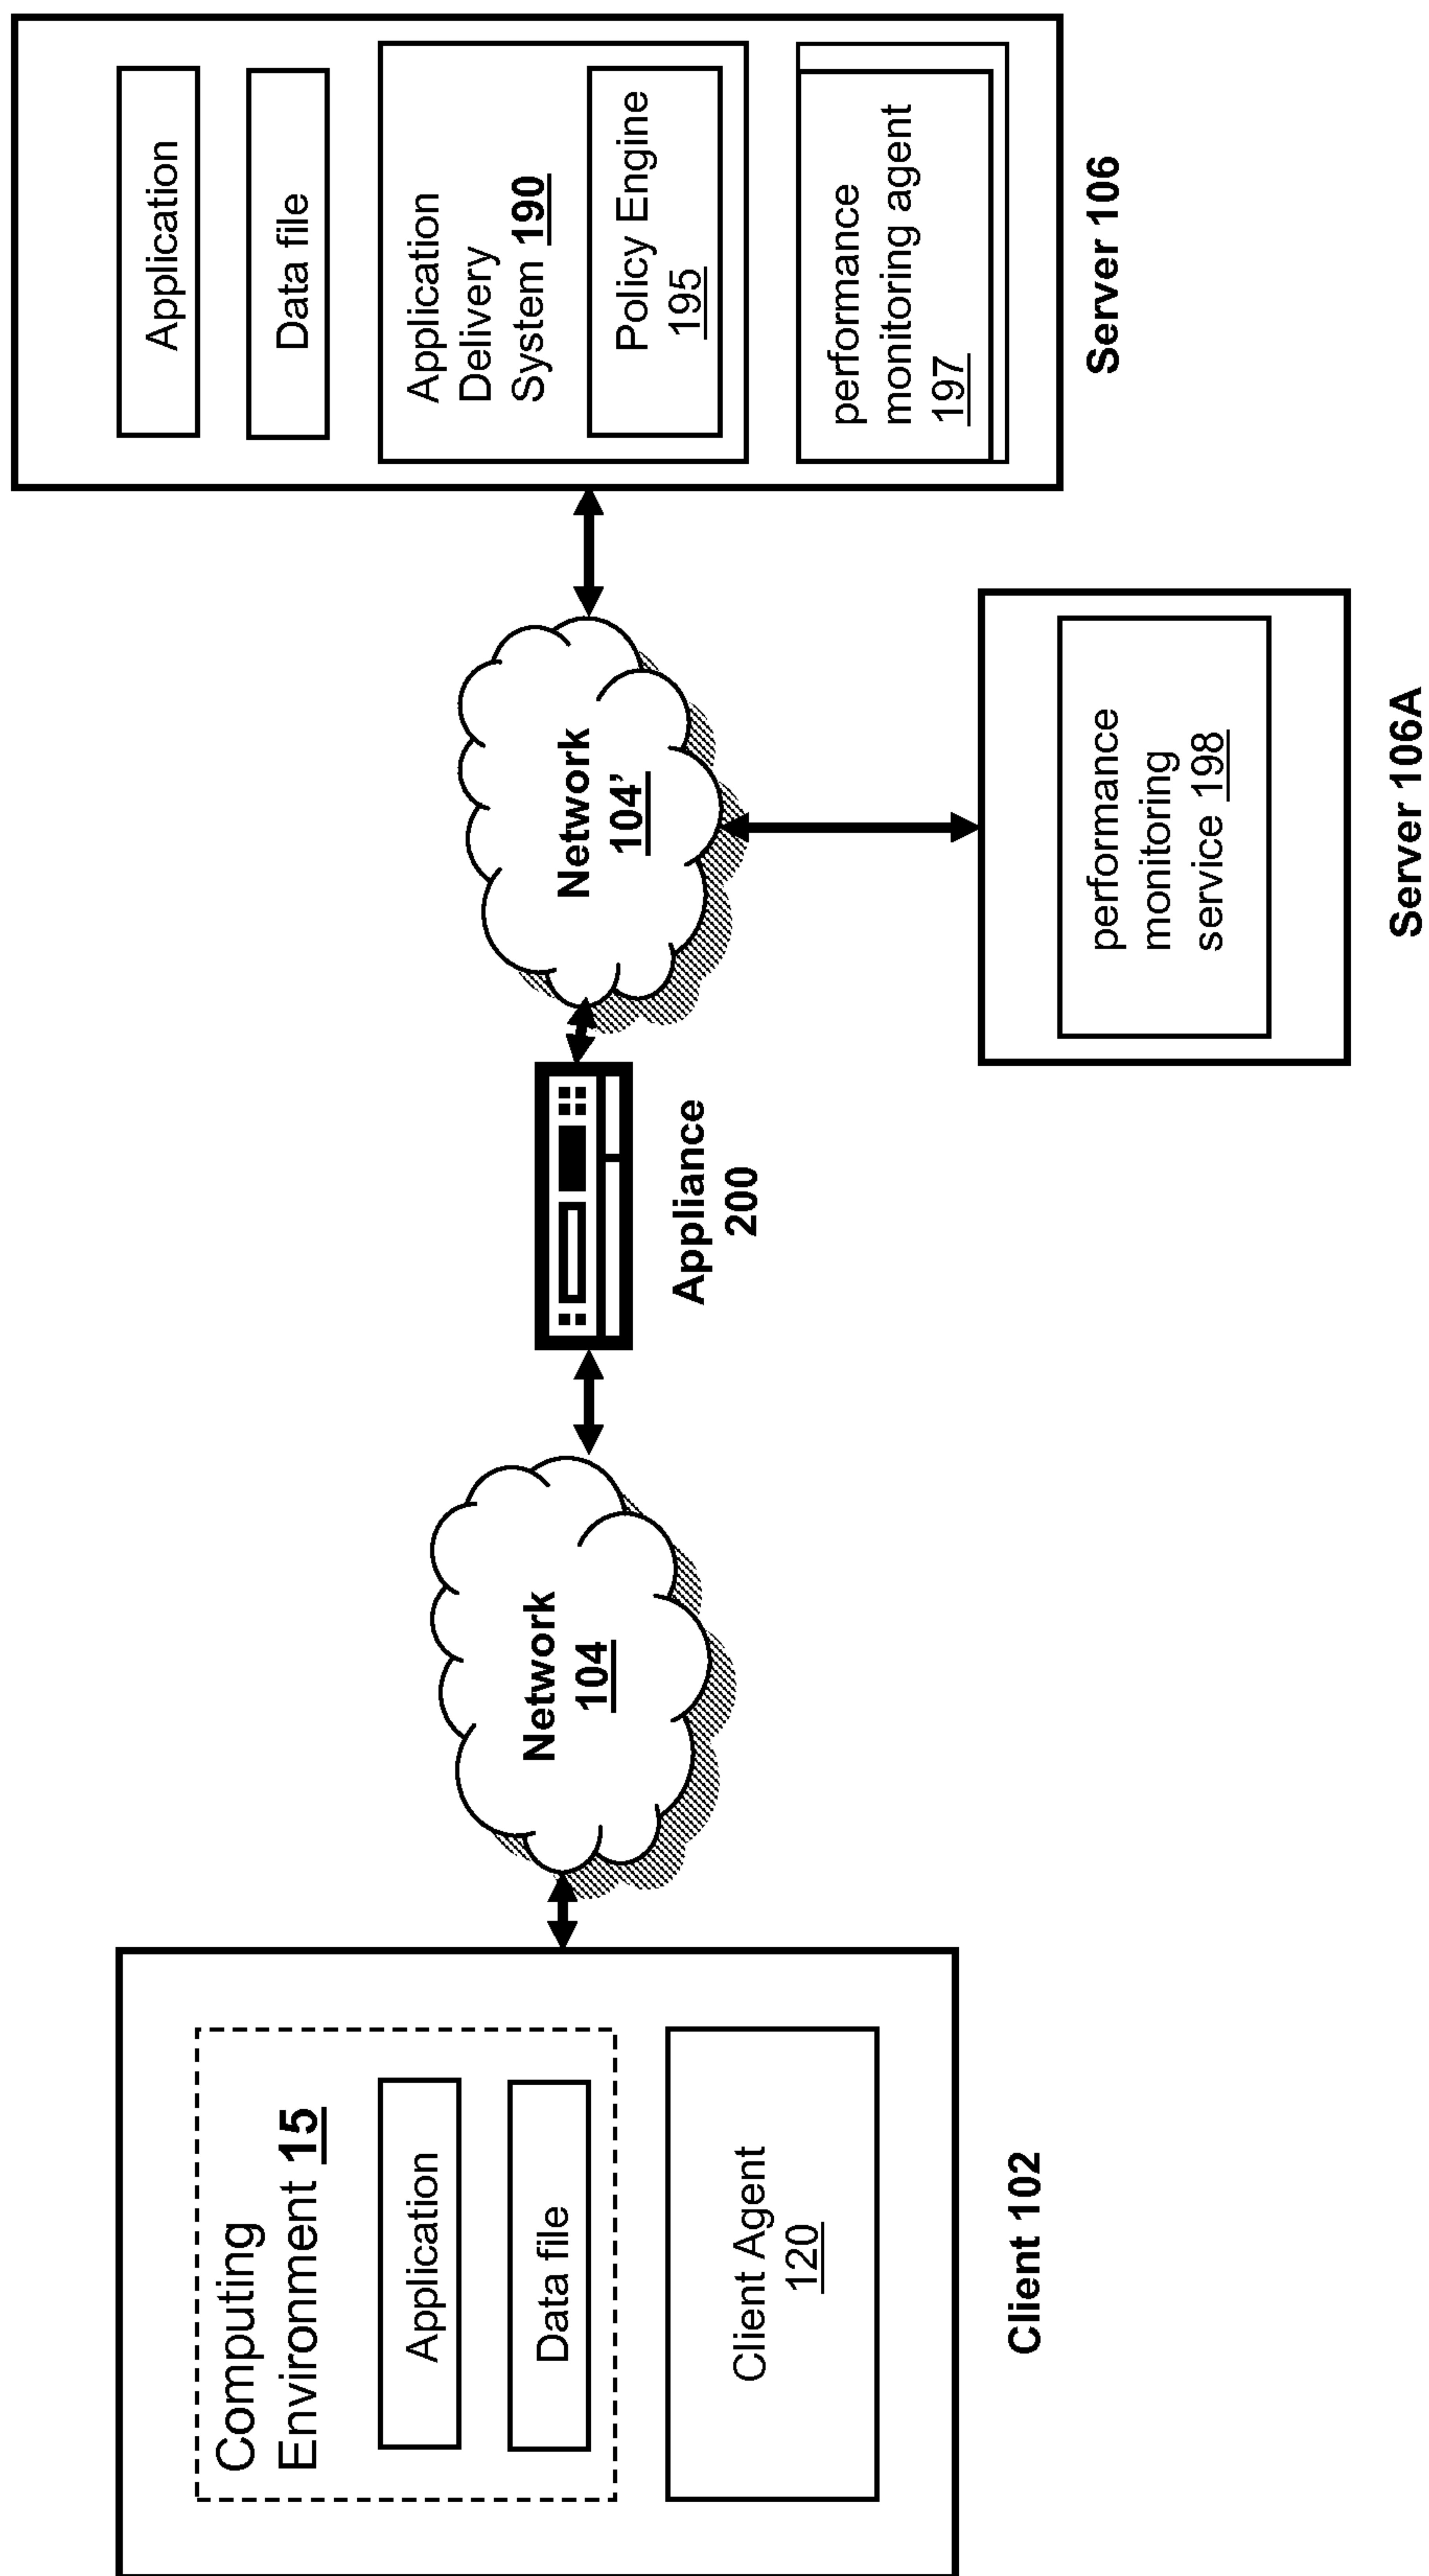 Computing
Environment 15
Application
Data file
Client Agent
120
Client 102
Network
104
Appliance
200
Network
104’
performance
monitoring
service 198
Server 106A
Application
Data file
Application
Delivery
System 190
Policy Engine
195
performance
monitoring agent
197
Server 106